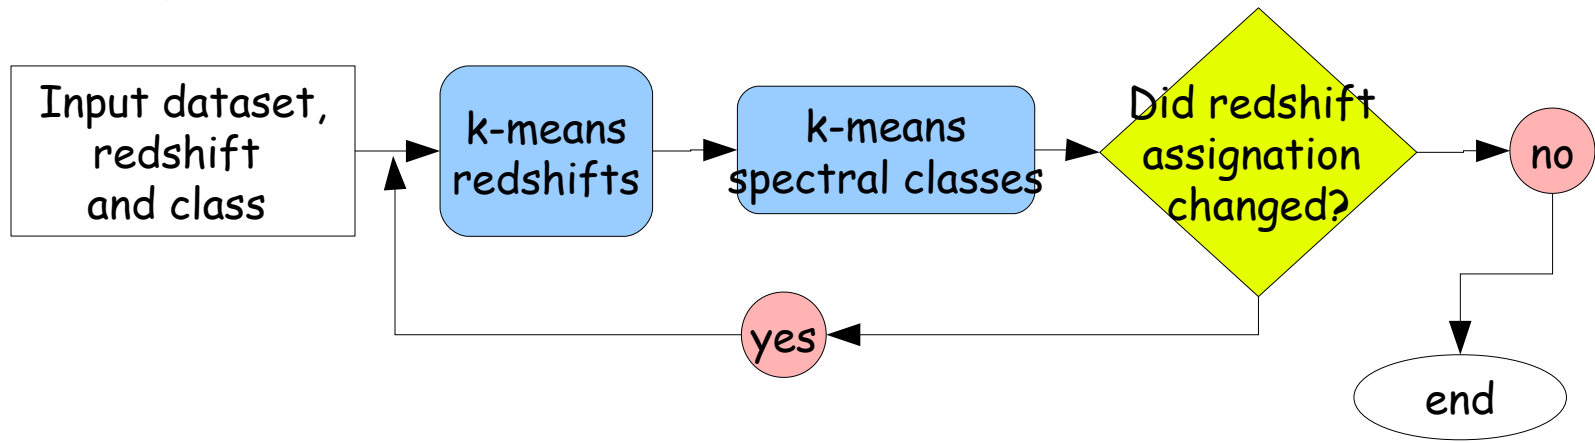 Input dataset,
redshift
and class
k-means
redshifts
k-means
spectral classes
Did redshift
assignation
changed?
no
yes
end